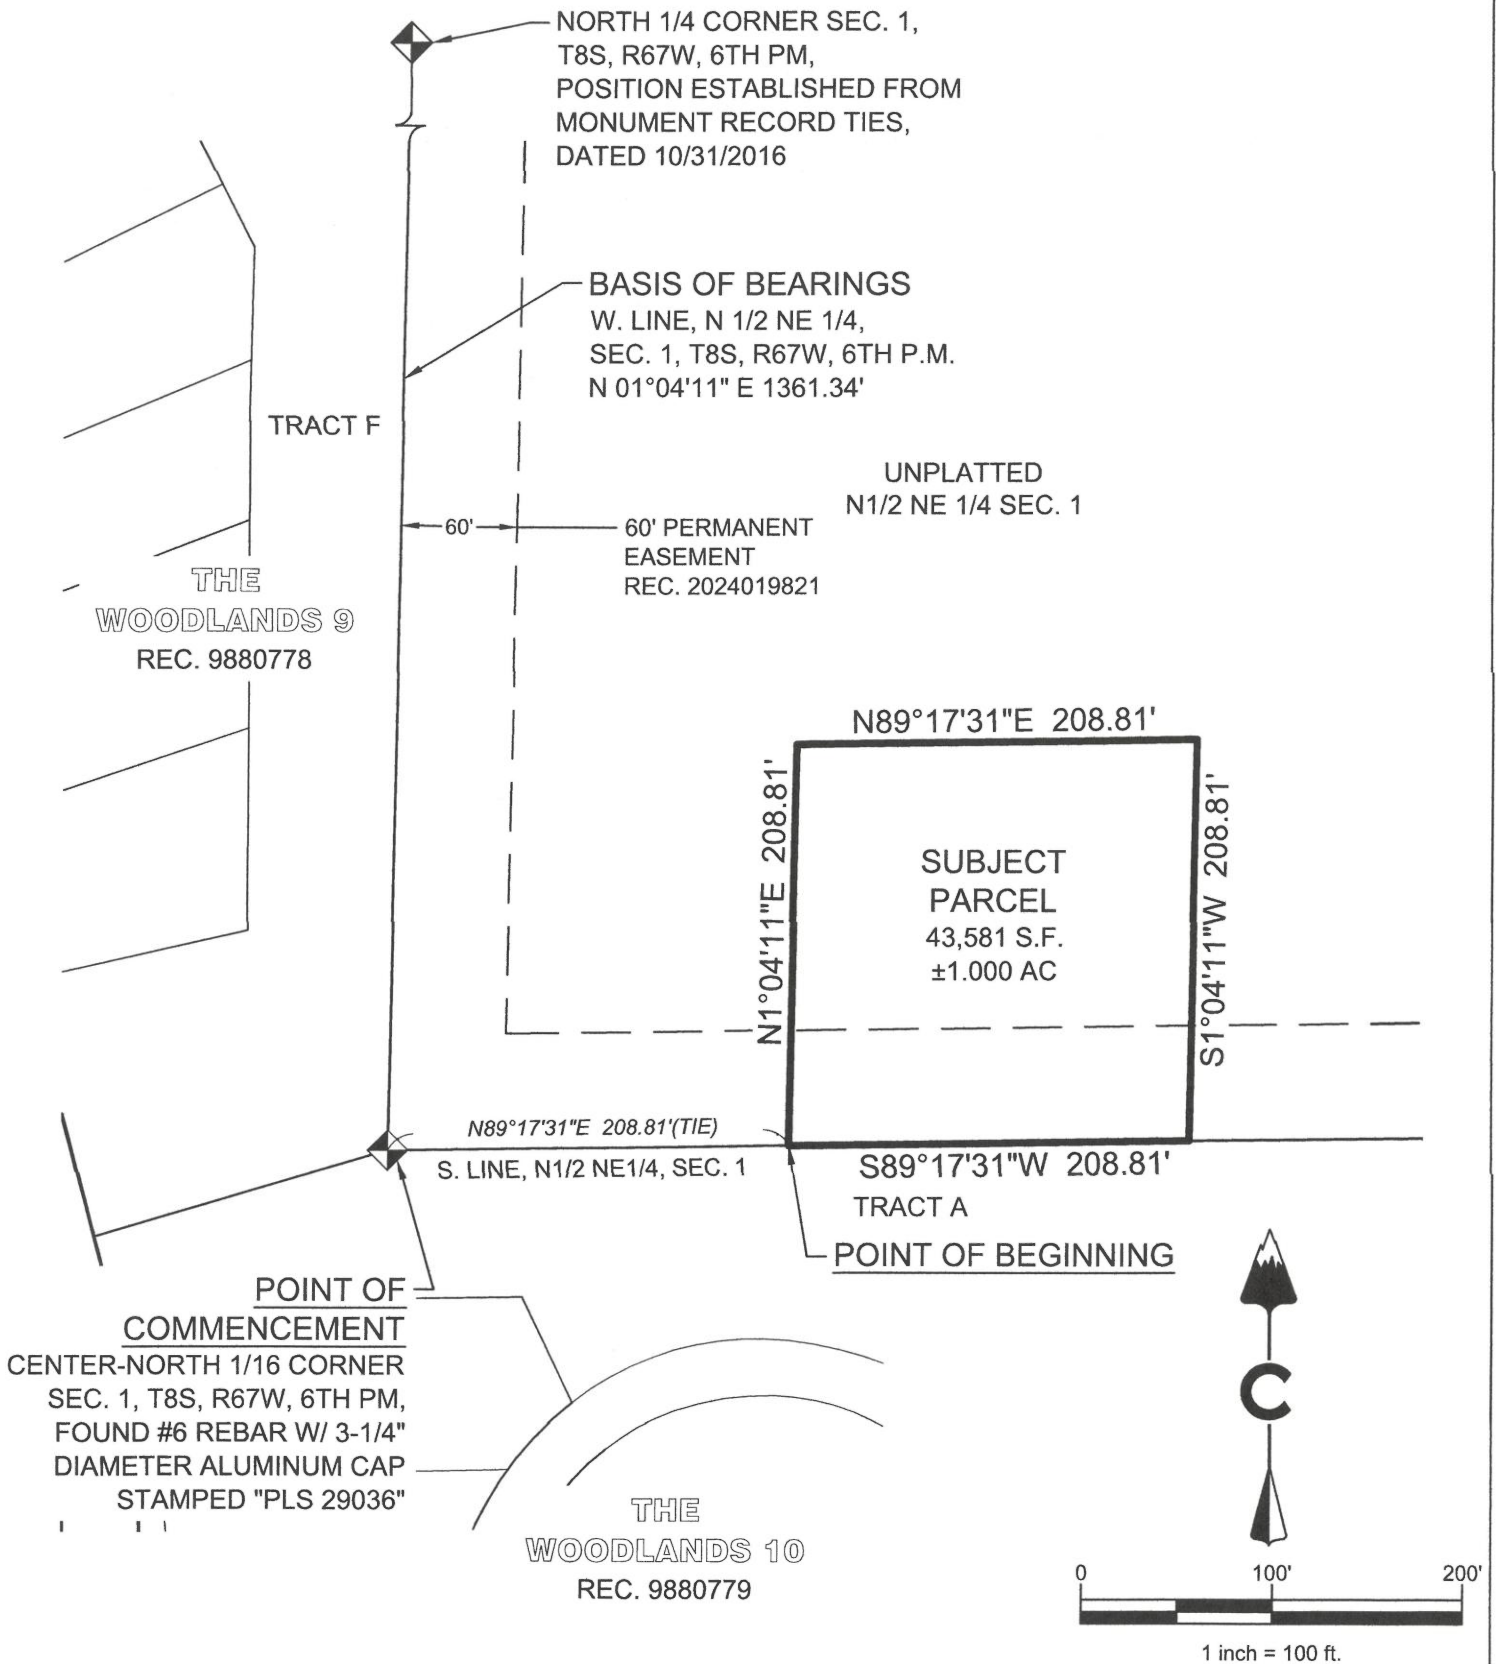 NORTH 1/4 CORNER SEC. 1,
T8S, R67W, 6TH PM,
POSITION ESTABLISHED FROM
MONUMENT RECORD TIES,
DATED 10/31/2016
BASIS OF BEARINGS
W. LINE, N 1/2 NE 1/4,
SEC. 1, T8S, R67W, 6TH P.M.
N 01°04'11" E 1361.34'
TRACT F
UNPLATTED
N1/2 NE 1/4 SEC. 1
60'
60' PERMANENT
EASEMENT
REC. 2024019821
THE
WOODLANDS 9
REC. 9880778
N89°17'31"E 208.81'
N1°04'11"E 208.81'
SUBJECT
PARCEL
43,581 S.F.
±1.000 AC
S1°04'11"W 208.81'
N89°17'31"E 208.81'(TIE)
S. LINE, N1/2 NE1/4, SEC. 1
S89°17'31"W 208.81'
TRACT A
POINT OF BEGINNING
POINT OF
COMMENCEMENT
CENTER-NORTH 1/16 CORNER
SEC. 1, T8S, R67W, 6TH PM,
FOUND #6 REBAR W/ 3-1/4"
DIAMETER ALUMINUM CAP
STAMPED "PLS 29036"
THE
WOODLANDS 10
REC. 9880779
C
0 100' 200'
1 inch = 100 ft.